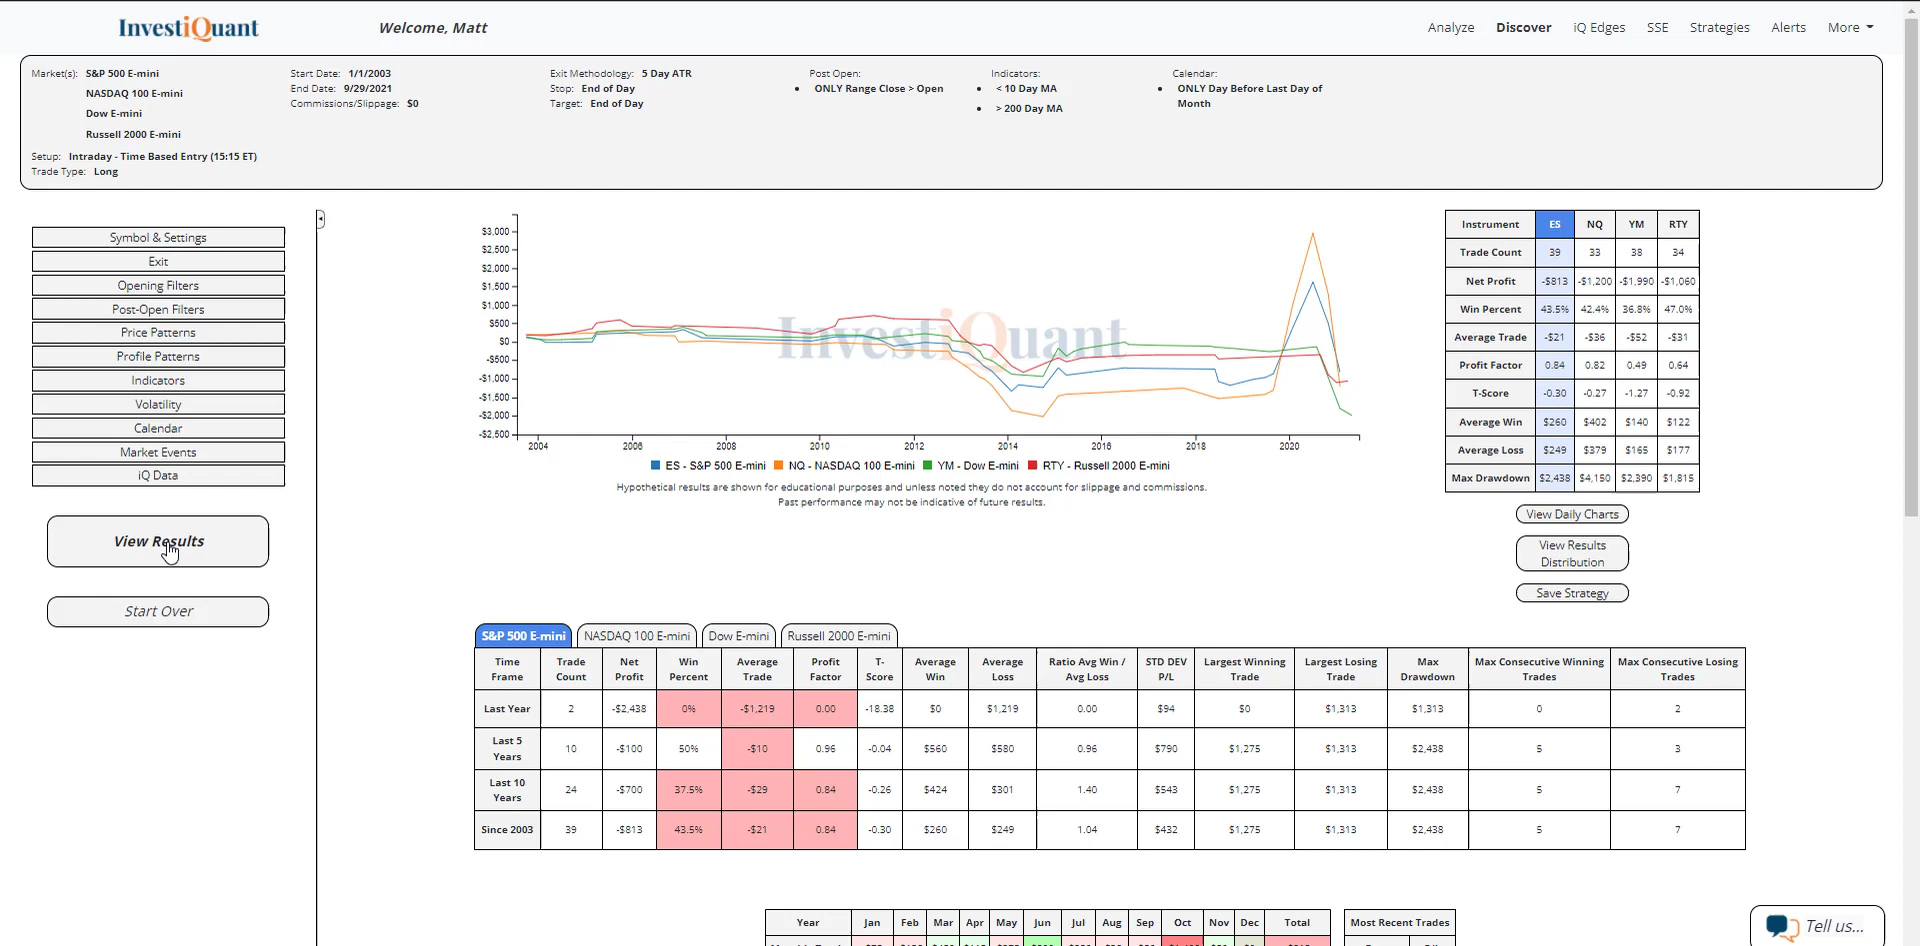 InvestiQuant
Welcome, Matt
Analyze Discover iQ Edges SSE Strategies Alerts More
Market(s): S&P 500 E-mini
NASDAQ 100 E-mini
Dow E-mini
Russell 2000 E-mini
Setup: Intraday - Time Based Entry (15:15 ET)
Trade Type: Long
Start Date: 1/1/2003
End Date: 9/29/2021
Commissions/Slippage: $0
Exit Methodology: 5 Day ATR
Stop: End of Day
Target: End of Day
Post Open:
ONLY Range Close > Open
Indicators:
< 10 Day MA
> 200 Day MA
Calendar:
ONLY Day Before Last Day of
Month
Symbol & Settings
Exit
Opening Filters
Post-Open Filters
Price Patterns
Profile Patterns
Indicators
Volatility
Calendar
Market Events
iQ Data
View Results
Start Over
$3,000
$2,500
$2,000
$1,500
$1,000
$500
$0
-$500
-$1,000
-$1,500
-$2,000
-$2,500
2004 2006 2008 2010 2012 2014 2016 2018 2020
InvestiQuant
ES - S&P 500 E-mini NQ - NASDAQ 100 E-mini YM - Dow E-mini RTY - Russell 2000 E-mini
Hypothetical results are shown for educational purposes and unless noted they do not account for slippage and commissions.
Past performance may not be indicative of future results.
Instrument ES NQ YM RTY
Trade Count 39 33 38 34
Net Profit -$813 -$1,200 -$1,990 -$1,060
Win Percent 43.5% 42.4% 36.8% 47.0%
Average Trade -$21 -$36 -$52 -$31
Profit Factor 0.84 0.82 0.49 0.64
T-Score -0.30 -0.27 -1.27 -0.92
Average Win $260 $402 $140 $122
Average Loss $249 $379 $165 $177
Max Drawdown $2,438 $4,150 $2,390 $1,815
View Daily Charts
View Results
Distribution
Save Strategy
S&P 500 E-mini NASDAQ 100 E-mini Dow E-mini Russell 2000 E-mini
Time Frame Trade Count Net Profit Win Percent Average Trade Profit Factor T-Score Average Win Average Loss Ratio Avg Win / Avg Loss STD DEV P/L Largest Winning Trade Largest Losing Trade Max Drawdown Max Consecutive Winning Trades Max Consecutive Losing Trades
Last Year 2 -$2,438 0% -$1,219 0.00 -18.38 $0 $1,219 0.00 $94 $0 $1,313 $1,313 0 2
Last 5 Years 10 -$100 50% -$10 0.96 -0.04 $560 $580 0.96 $790 $1,275 $1,313 $2,438 5 3
Last 10 Years 24 -$700 37.5% -$29 0.84 -0.26 $424 $301 1.40 $543 $1,275 $1,313 $2,438 5 7
Since 2003 39 -$813 43.5% -$21 0.84 -0.30 $260 $249 1.04 $432 $1,275 $1,313 $2,438 5 7
Year Jan Feb Mar Apr May Jun Jul Aug Sep Oct Nov Dec Total
Most Recent Trades
Tell us...